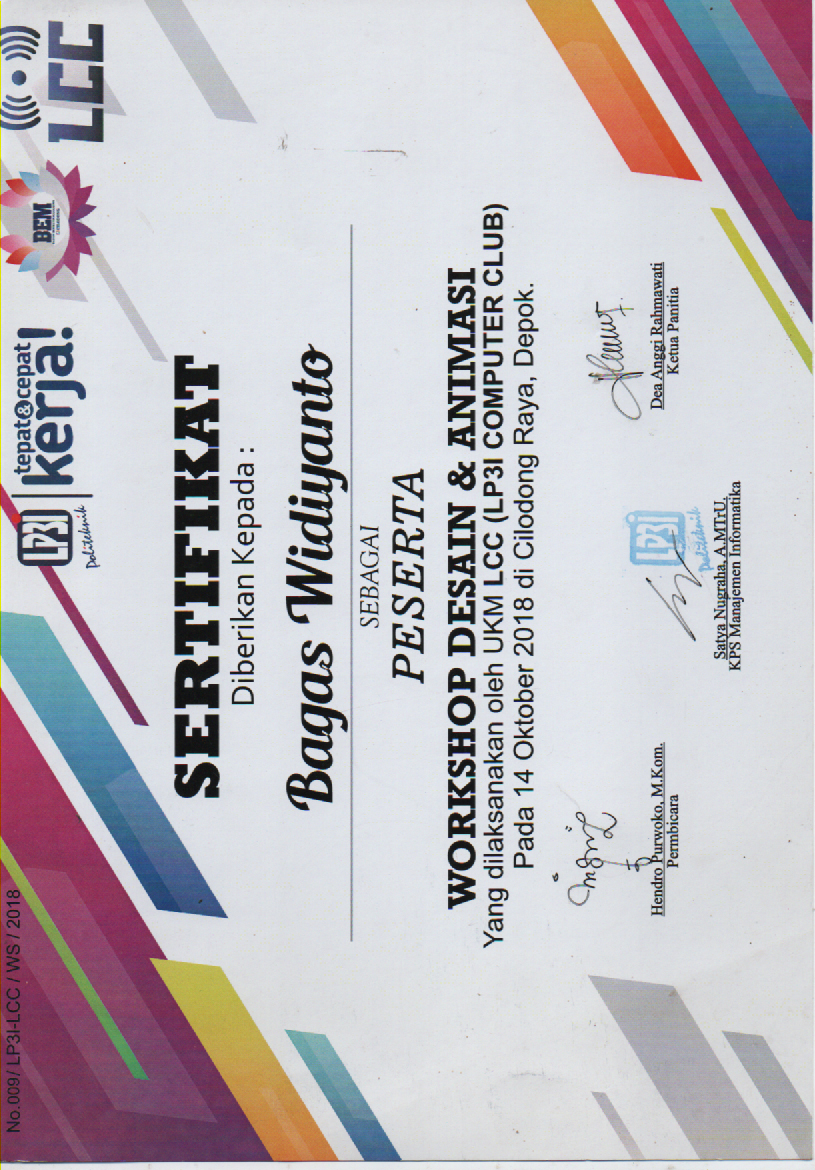 No.009/ LP3I-LCC / WS / 2018
LP3I tepat&cepat
Politeknik kerja!
BEM
LCC
SERTIFIKAT
Diberikan Kepada :
Bagas Widiyanto
SEBAGAI
PESERTA
WORKSHOP DESAIN & ANIMASI
Yang dilaksanakan oleh UKM LCC (LP3I COMPUTER CLUB)
Pada 14 Oktober 2018 di Cilodong Raya, Depok.
Hendro Purwoko, M.Kom.
Permbicara
LP3I
Politeknik
Satya Nugraha, A.MTrU.
KPS Manajemen Informatika
Dea Anggi Rahmawati
Ketua Panitia